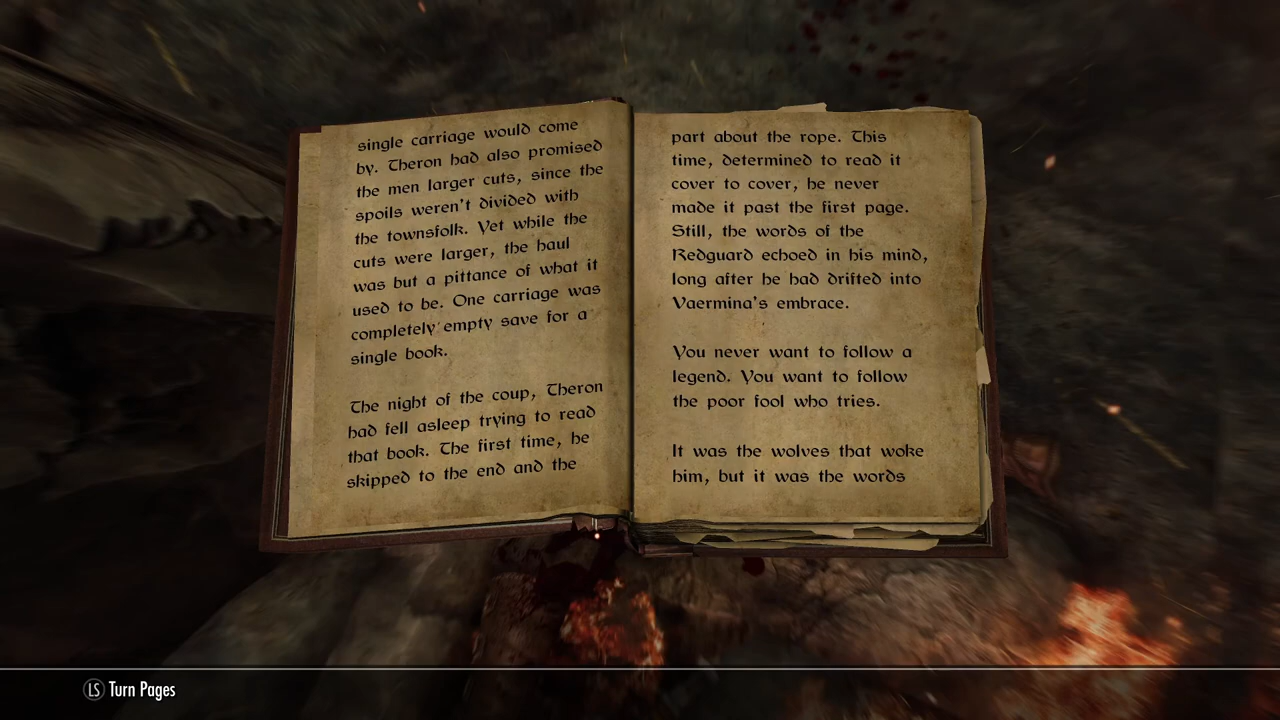 single carriage would come
by. Theron had also promised
the men larger cuts, since the
spoils weren't divided with
the townsfolk. Yet while the
cuts were larger, the haul
was but a pittance of what it
used to be. One carriage was
completely empty save for a
single book.
The night of the coup, Theron
had fell asleep trying to read
that book. The first time, he
skipped to the end and the
part about the rope. This
time, determined to read it
cover to cover, he never
made it past the first page.
Still, the words of the
Redguard echoed in his mind,
long after he had drifted into
Vaermina's embrace.
You never want to follow a
legend. You want to follow
the poor fool who tries.
It was the wolves that woke
him, but it was the words
LS Turn Pages